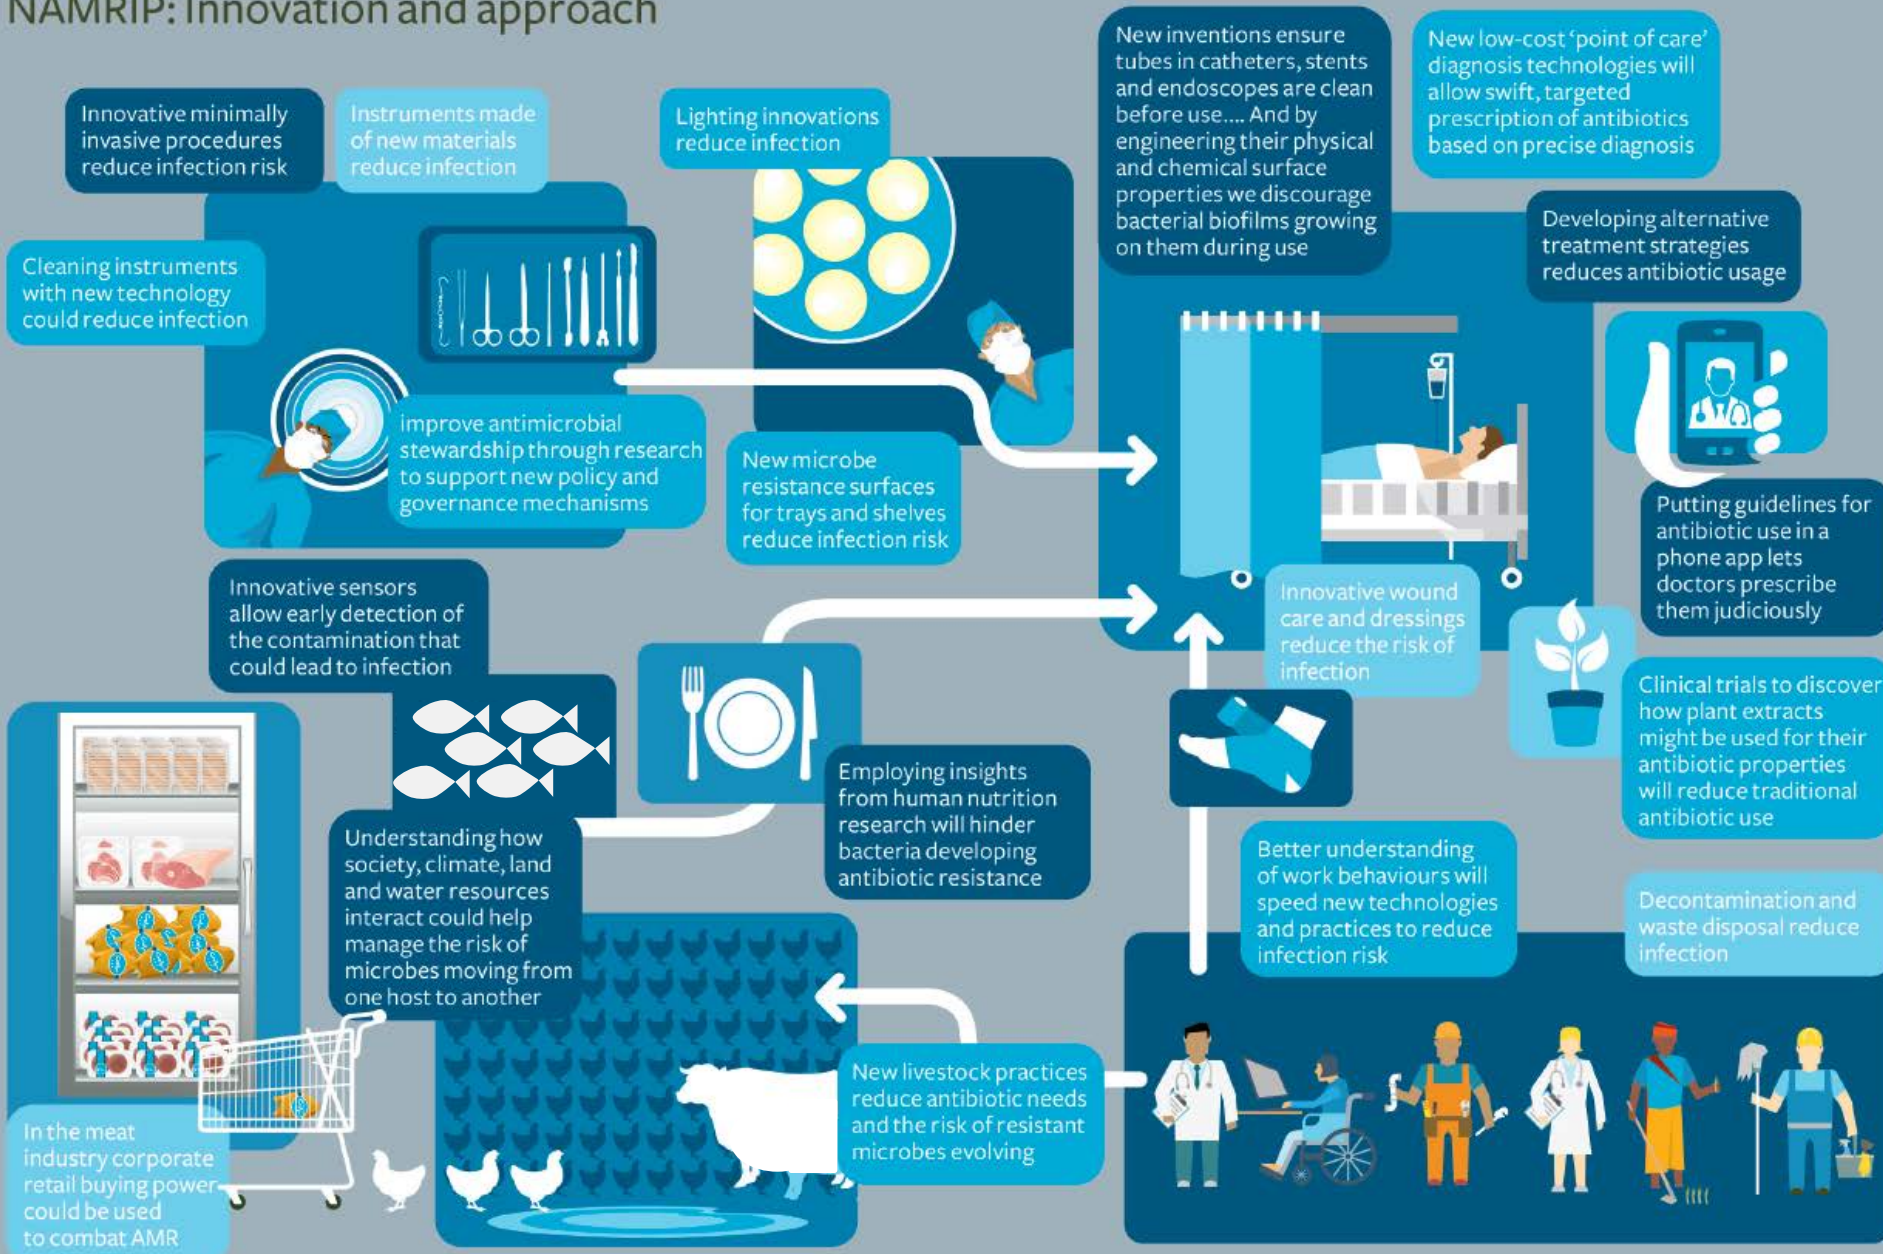 NAMRIP: Innovation and approach
Innovative minimally
invasive procedures
reduce infection risk
Instruments made
of new materials
reduce infection
Lighting innovations
reduce infection
New inventions ensure
tubes in catheters, stents
and endoscopes are clean
before use.... And by
engineering their physical
and chemical surface
properties we discourage
bacterial biofilms growing
on them during use
New low-cost ‘point of care’
diagnosis technologies will
allow swift, targeted
prescription of antibiotics
based on precise diagnosis
Cleaning instruments
with new technology
could reduce infection
Developing alternative
treatment strategies
reduces antibiotic usage
improve antimicrobial
stewardship through research
to support new policy and
governance mechanisms
New microbe
resistance surfaces
for trays and shelves
reduce infection risk
Putting guidelines for
antibiotic use in a
phone app lets
doctors prescribe
them judiciously
Innovative sensors
allow early detection of
the contamination that
could lead to infection
Innovative wound
care and dressings
reduce the risk of
infection
Clinical trials to discover
how plant extracts
might be used for their
antibiotic properties
will reduce traditional
antibiotic use
Employing insights
from human nutrition
research will hinder
bacteria developing
antibiotic resistance
Understanding how
society, climate, land
and water resources
interact could help
manage the risk of
microbes moving from
one host to another
Better understanding
of work behaviours will
speed new technologies
and practices to reduce
infection risk
Decontamination and
waste disposal reduce
infection
New livestock practices
reduce antibiotic needs
and the risk of resistant
microbes evolving
In the meat
industry corporate
retail buying power
could be used
to combat AMR